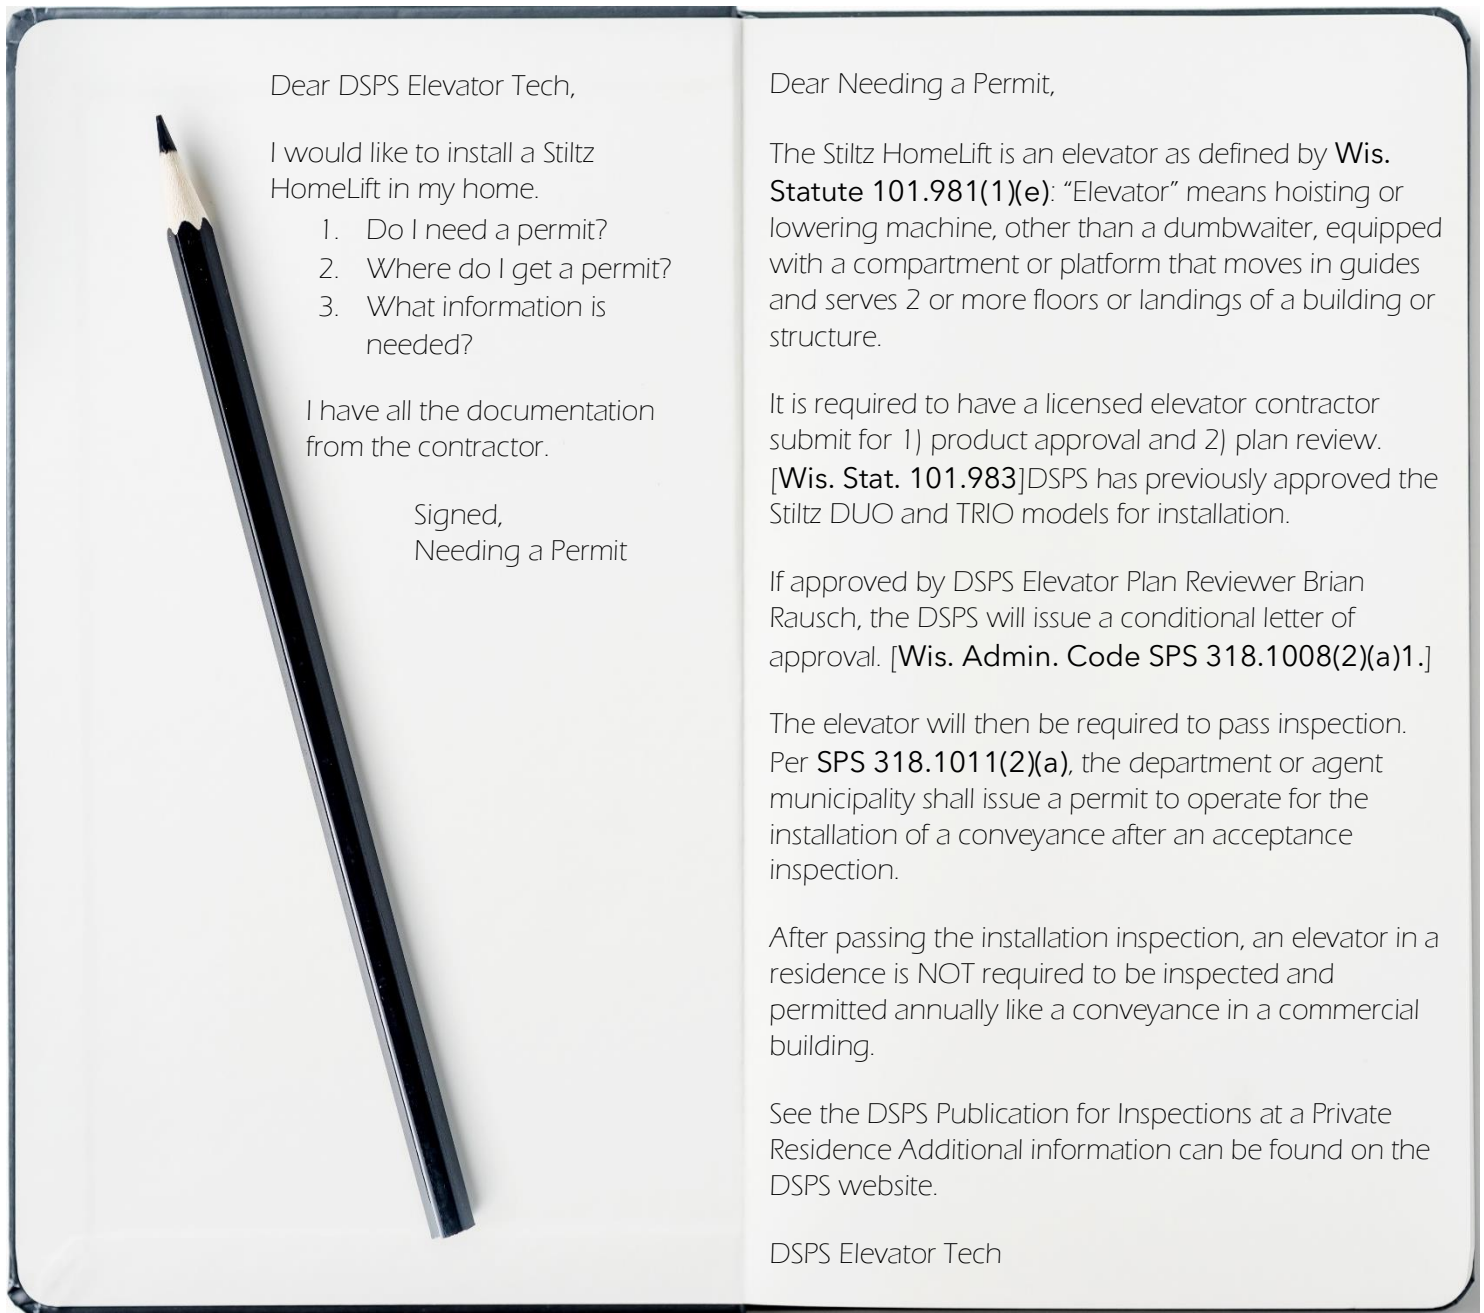 Dear DSPS Elevator Tech,
I would like to install a Stiltz
HomeLift in my home.
1. Do I need a permit?
2. Where do I get a permit?
3. What information is
needed?
I have all the documentation
from the contractor.
Signed,
Needing a Permit
Dear Needing a Permit,
The Stiltz HomeLift is an elevator as defined by Wis.
Statute 101.981(1)(e): “Elevator” means hoisting or
lowering machine, other than a dumbwaiter, equipped
with a compartment or platform that moves in guides
and serves 2 or more floors or landings of a building or
structure.
It is required to have a licensed elevator contractor
submit for 1) product approval and 2) plan review.
[Wis. Stat. 101.983]DSPS has previously approved the
Stiltz DUO and TRIO models for installation.
If approved by DSPS Elevator Plan Reviewer Brian
Rausch, the DSPS will issue a conditional letter of
approval. [Wis. Admin. Code SPS 318.1008(2)(a)1.]
The elevator will then be required to pass inspection.
Per SPS 318.1011(2)(a), the department or agent
municipality shall issue a permit to operate for the
installation of a conveyance after an acceptance
inspection.
After passing the installation inspection, an elevator in a
residence is NOT required to be inspected and
permitted annually like a conveyance in a commercial
building.
See the DSPS Publication for Inspections at a Private
Residence Additional information can be found on the
DSPS website.
DSPS Elevator Tech